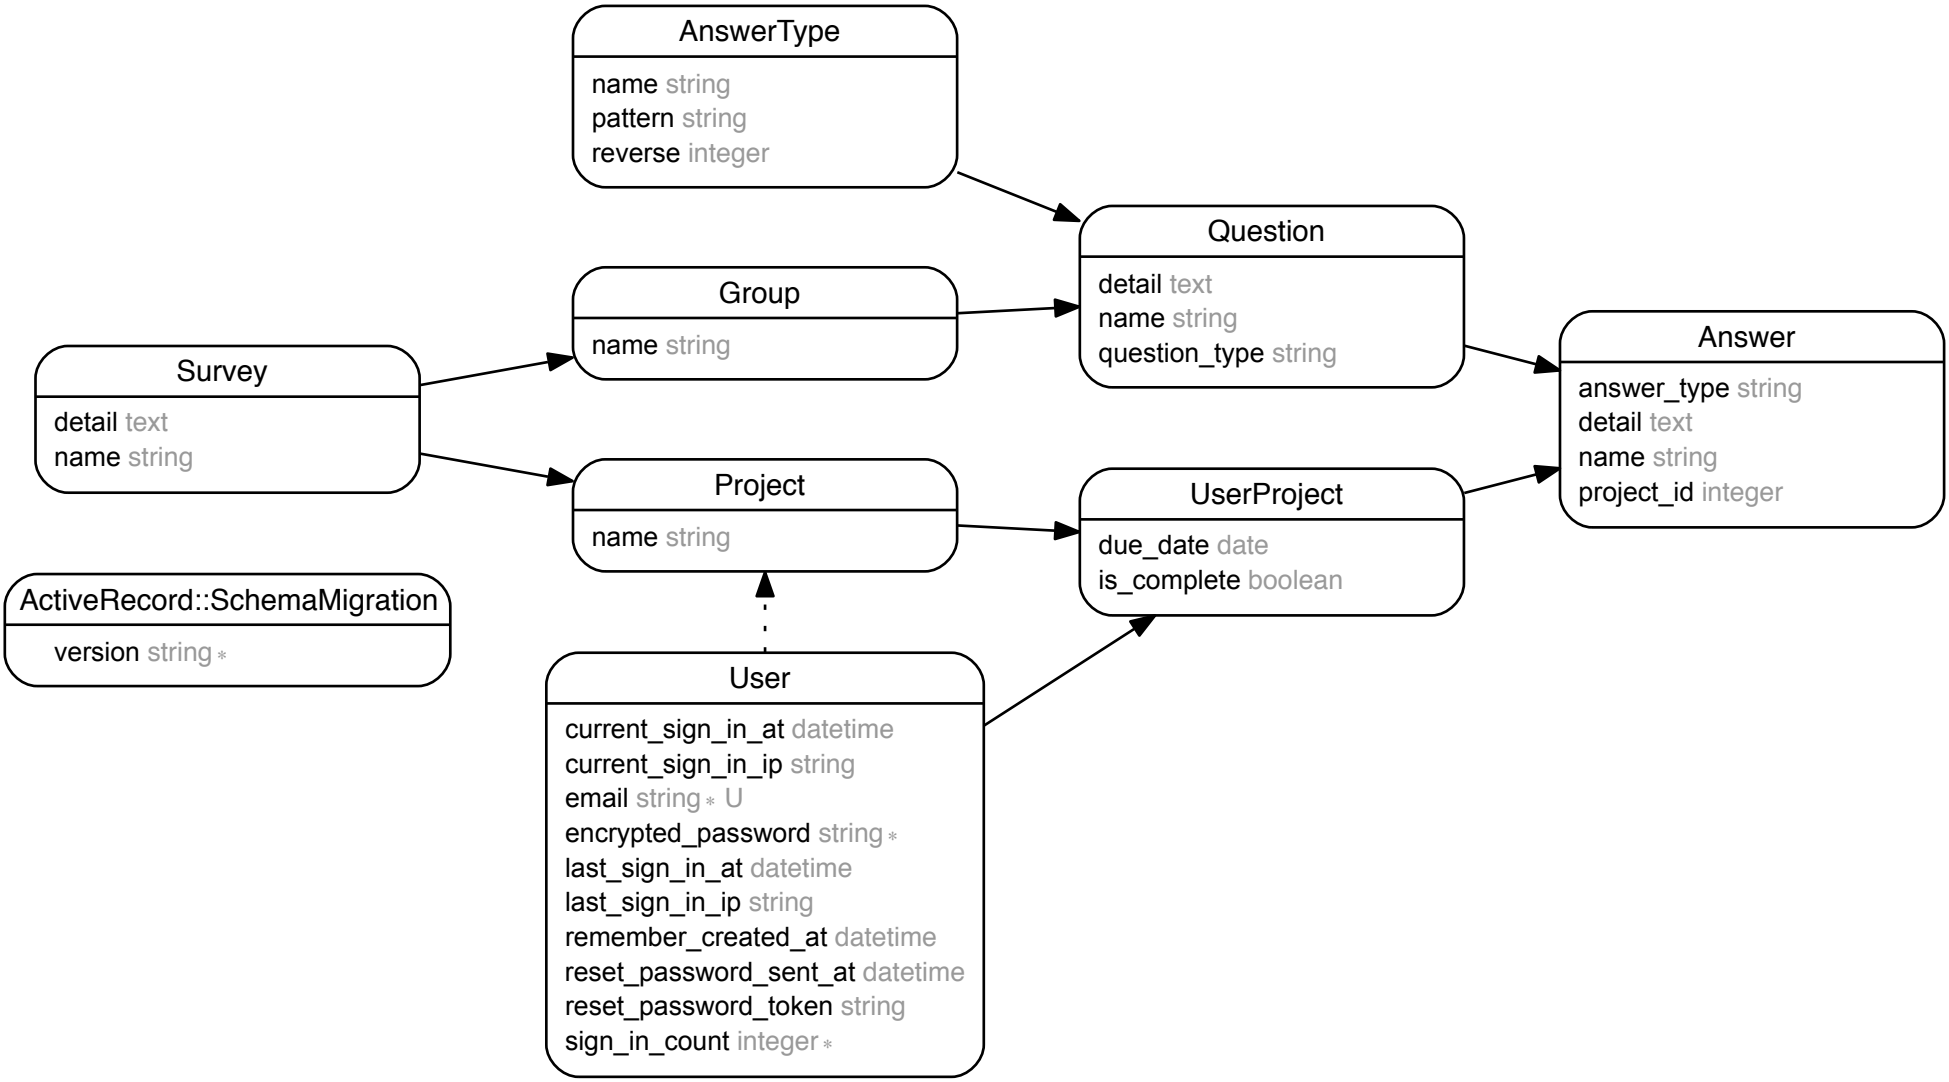 AnswerType
name string
pattern string
reverse integer
Question
detail text
name string
question_type string
Group
name string
Answer
answer_type string
detail text
name string
project_id integer
Survey
detail text
name string
Project
name string
UserProject
due_date date
is_complete boolean
ActiveRecord::SchemaMigration
version string *
User
current_sign_in_at datetime
current_sign_in_ip string
email string * U
encrypted_password string *
last_sign_in_at datetime
last_sign_in_ip string
remember_created_at datetime
reset_password_sent_at datetime
reset_password_token string
sign_in_count integer *